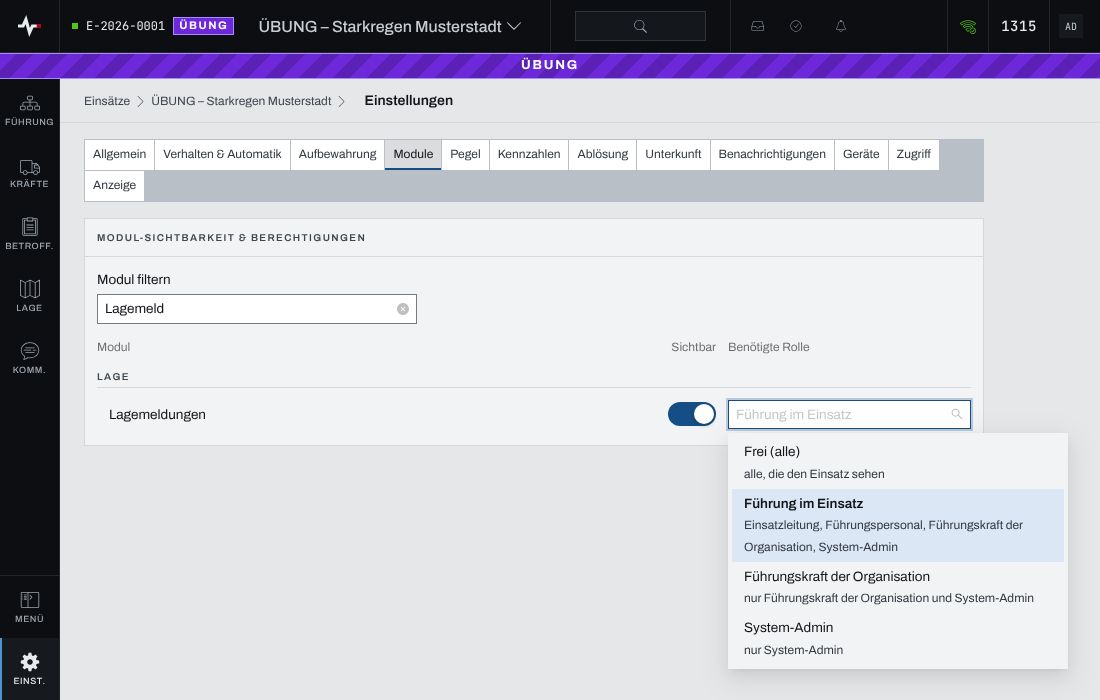 E-2026-0001 ÜBUNG ÜBUNG – Starkregen Musterstadt 1315 AD
ÜBUNG
FÜHRUNG
KRÄFTE
BETROFF.
LAGE
KOMM.
MENÜ
EINST.
Einsätze ÜBUNG – Starkregen Musterstadt Einstellungen
Allgemein Verhalten & Automatik Aufbewahrung Module Pegel Kennzahlen Ablösung Unterkunft Benachrichtigungen Geräte Zugriff
Anzeige
MODUL-SICHTBARKEIT & BERECHTIGUNGEN
Modul filtern
Lagemeld
Modul Sichtbar Benötigte Rolle
LAGE
Lagemeldungen Führung im Einsatz
Frei (alle)
alle, die den Einsatz sehen
Führung im Einsatz
Einsatzleitung, Führungspersonal, Führungskraft der
Organisation, System-Admin
Führungskraft der Organisation
nur Führungskraft der Organisation und System-Admin
System-Admin
nur System-Admin